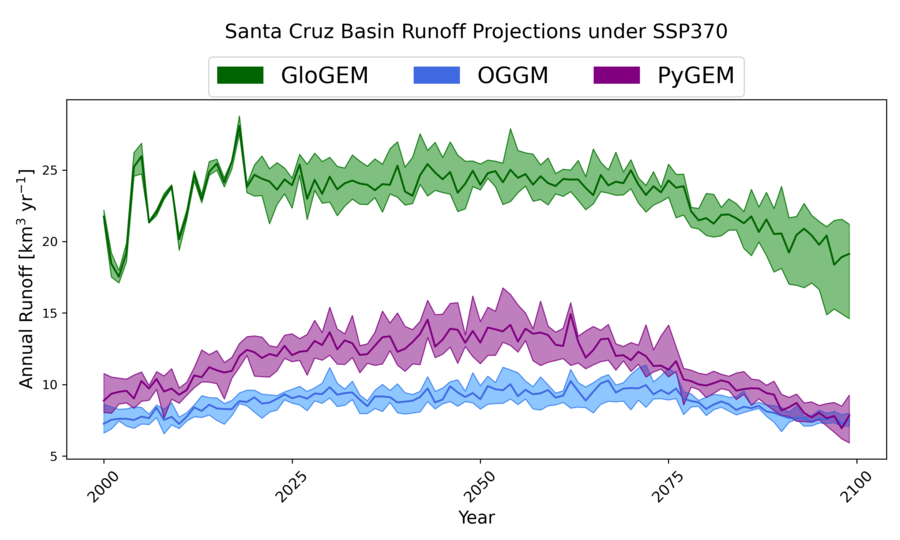 Santa Cruz Basin Runoff Projections under SSP370
GloGEM OGGM PyGEM
Annual Runoff [km³ yr⁻¹]
25
20
15
10
5
2000 2025 2050 2075 2100
Year